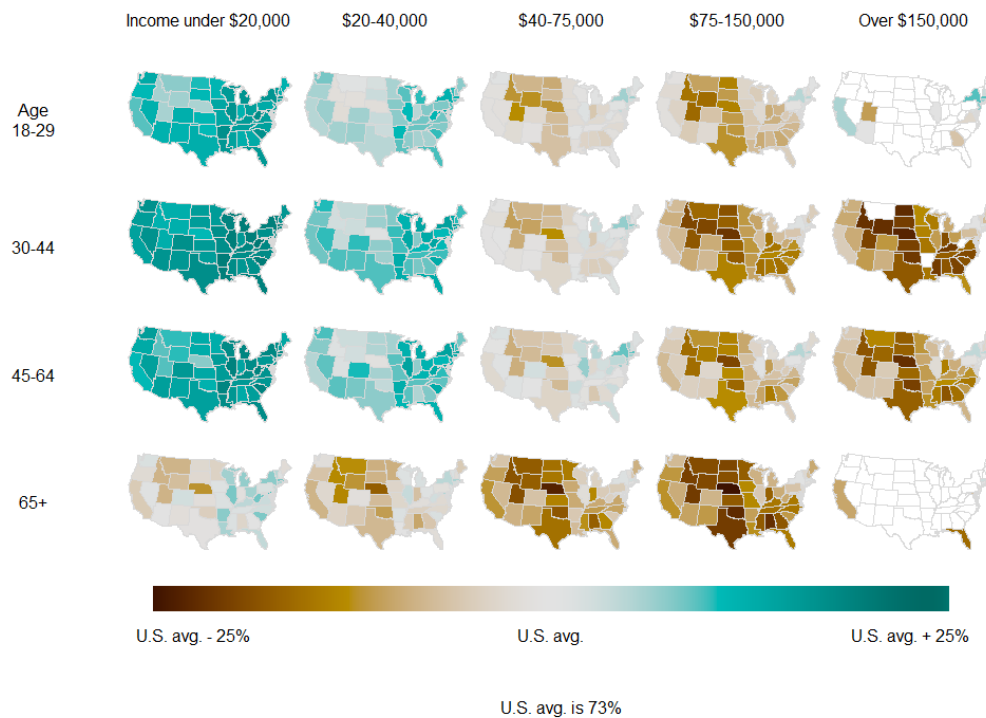 Income under $20,000 $20-40,000 $40-75,000 $75-150,000 Over $150,000
Age
18-29
30-44
45-64
65+
U.S. avg. - 25% U.S. avg. U.S. avg. + 25%
U.S. avg. is 73%